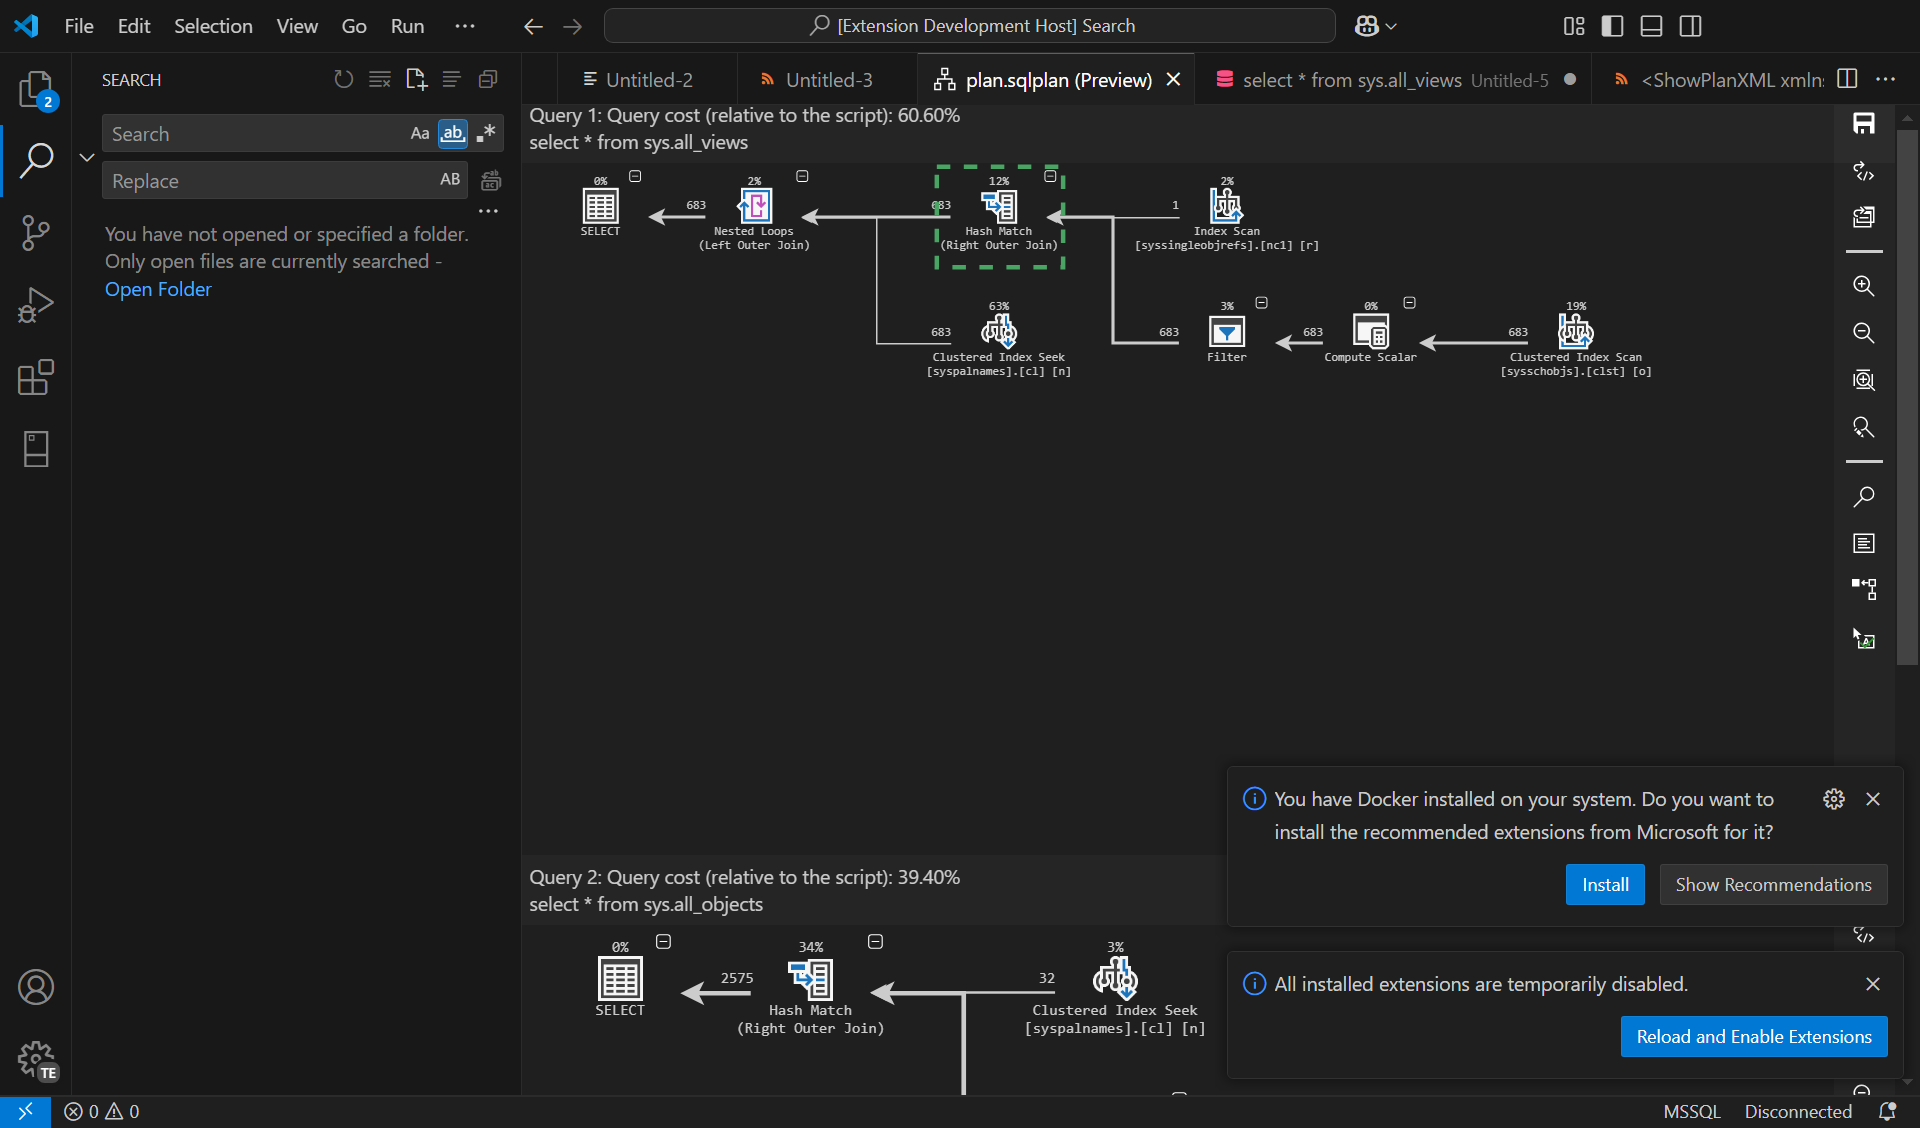 File Edit Selection View Go Run ···
[Extension Development Host] Search
SEARCH
Untitled-2
Untitled-3
plan.sqlplan (Preview)
select * from sys.all_views Untitled-5
<ShowPlanXML xmlns
2
Search
Aa ab
Replace
AB
You have not opened or specified a folder.
Only open files are currently searched -
Open Folder
Query 1: Query cost (relative to the script): 60.60%
select * from sys.all_views
0%
SELECT
683
2%
Nested Loops
(Left Outer Join)
683
12%
Hash Match
(Right Outer Join)
1
2%
Index Scan
[syssingleobjrefs].[nc1] [r]
683
63%
Clustered Index Seek
[syspalnames].[cl] [n]
683
3%
Filter
683
0%
Compute Scalar
683
19%
Clustered Index Scan
[sysschobjs].[clst] [o]
Query 2: Query cost (relative to the script): 39.40%
select * from sys.all_objects
0%
SELECT
2575
34%
Hash Match
(Right Outer Join)
32
3%
Clustered Index Seek
[syspalnames].[cl] [n]
You have Docker installed on your system. Do you want to
install the recommended extensions from Microsoft for it?
Install
Show Recommendations
All installed extensions are temporarily disabled.
Reload and Enable Extensions
TE
0 0
MSSQL
Disconnected